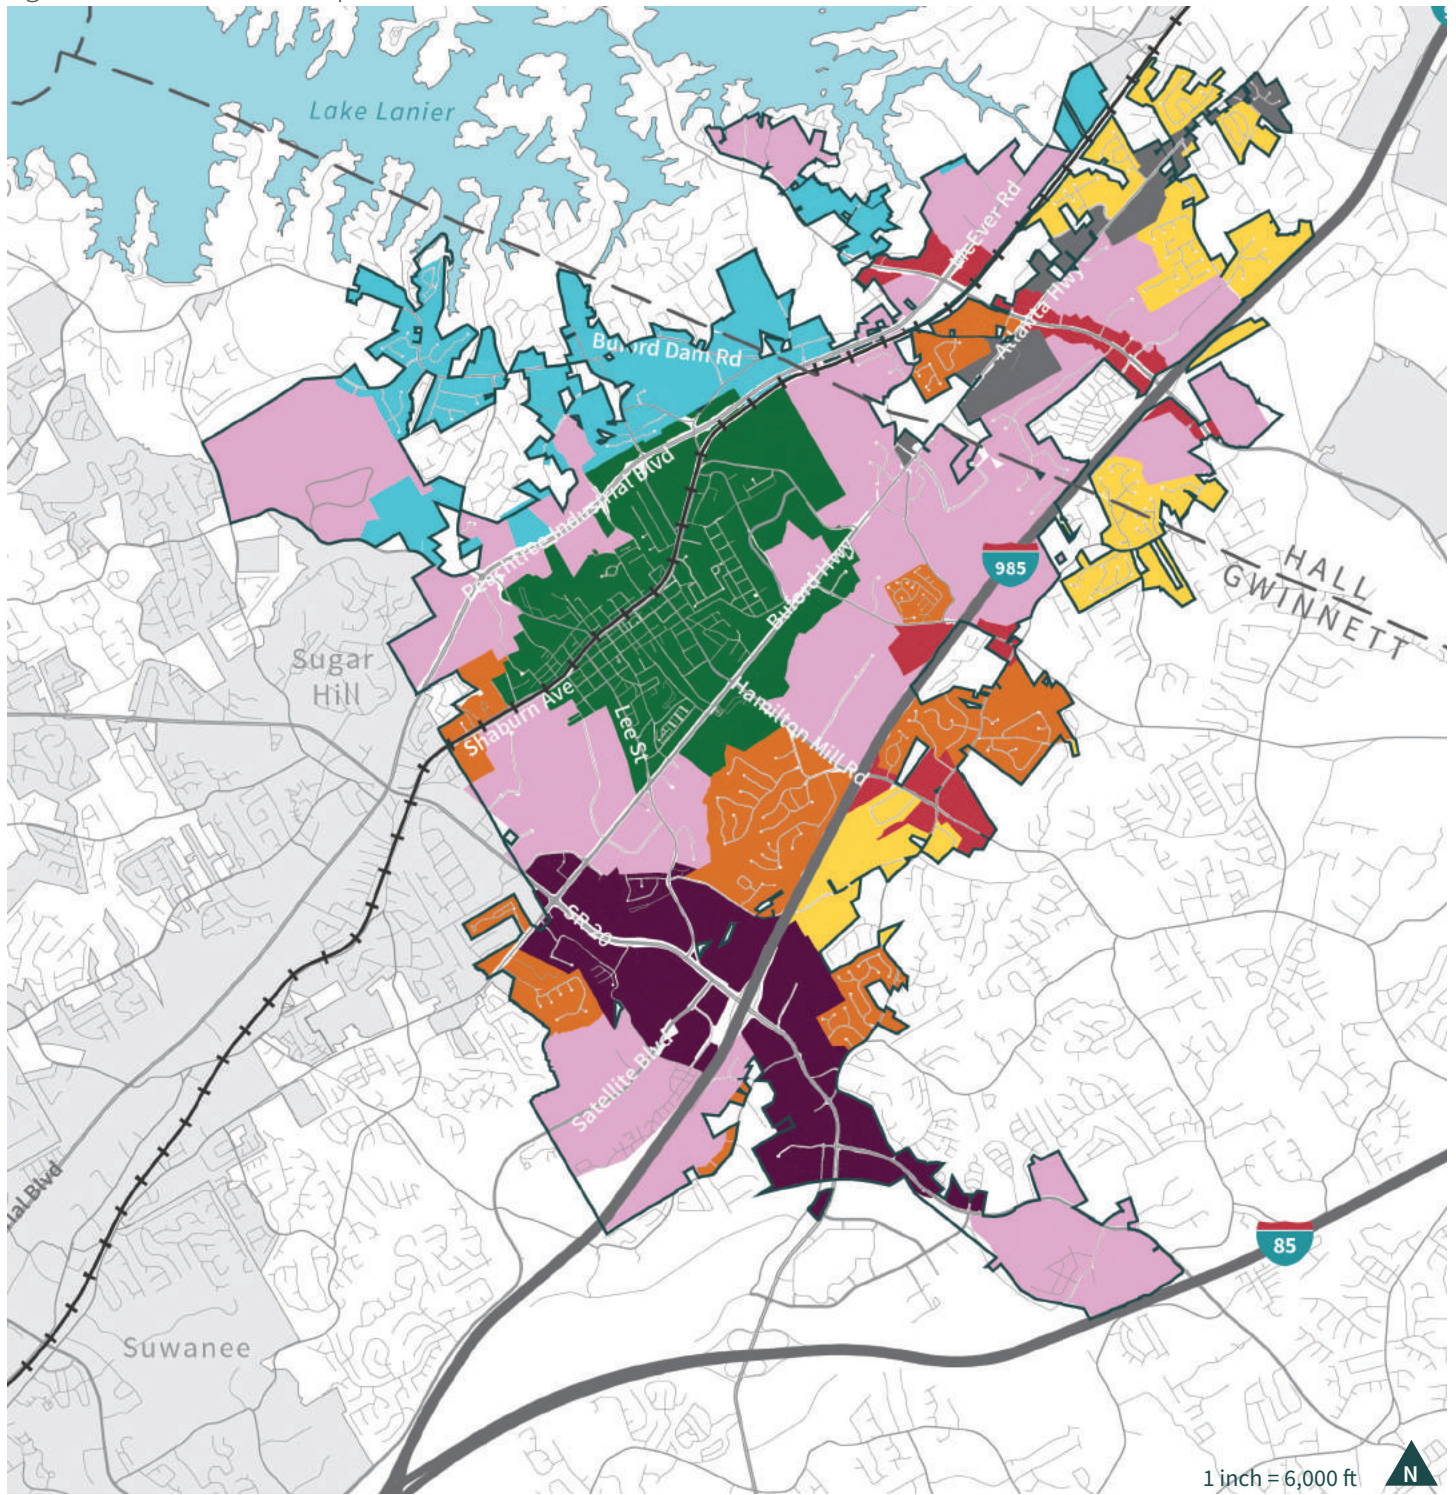 Lake Lanier
McEver Rd
Atlanta Hwy
Buford Dam Rd
Peachtree Industrial Blvd
Buford Hwy
985
HALL
GWINNETT
Sugar
Hill
Shaburn Ave
Lee St
Hamilton Mill Rd
SR 20
Satellite Blvd
85
Suwanee
1 inch = 6,000 ft
N